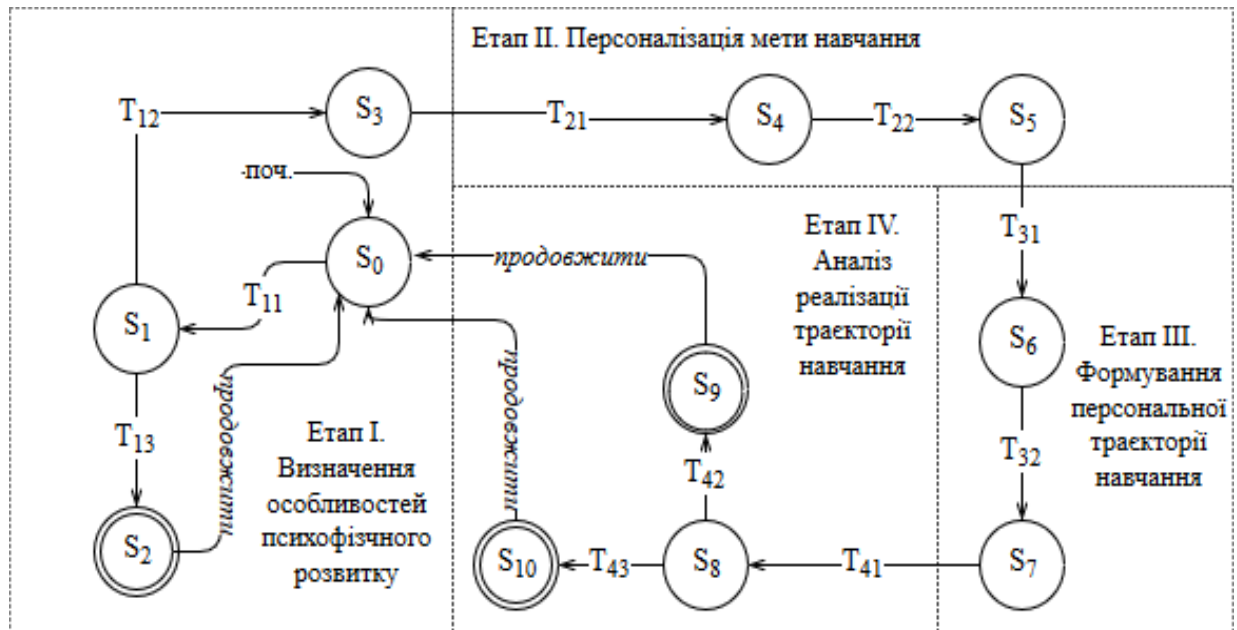 Етап II. Персоналізація мети навчання
T12
S3
T21
S4
T22
S5
поч.
S0
продовжити
Етап IV.
Аналіз
реалізації
траєкторії
навчання
T31
T11
S1
S6
Етап III.
Формування
персональної
траєкторії
навчання
S9
продовжити
продовжити
T13
Етап I.
Визначення
особливостей
психофізчного
розвитку
T42
T32
S2
S10
T43
S8
T41
S7